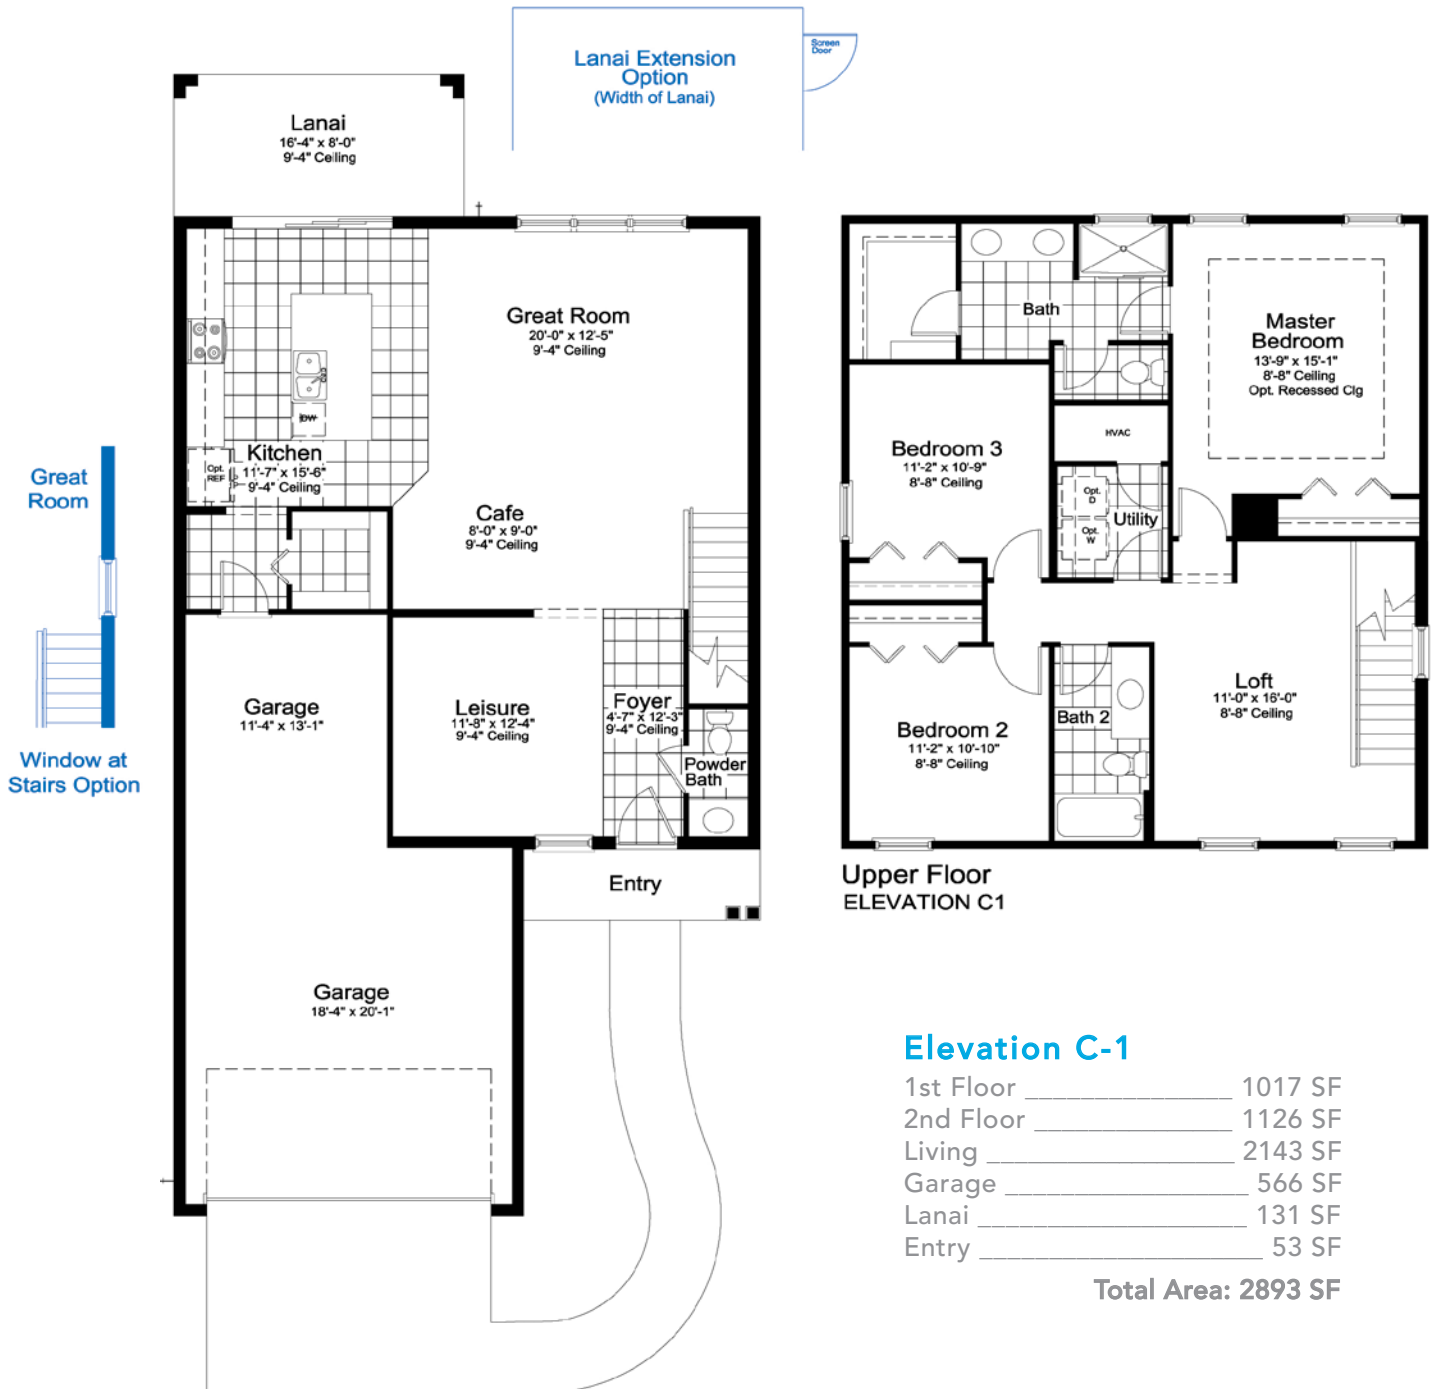 Lanai Extension
Option
(Width of Lanai)
Screen
Door
Lanai
16'-4" x 8'-0"
9'-4" Ceiling
Great Room
20'-0" x 12'-5"
9'-4" Ceiling
DW
Kitchen
11'-7" x 15'-6"
9'-4" Ceiling
Opt.
REF
Cafe
8'-0" x 9'-0"
9'-4" Ceiling
Great
Room
Window at
Stairs Option
Garage
11'-4" x 13'-1"
Leisure
11'-8" x 12'-4"
9'-4" Ceiling
Foyer
4'-7" x 12'-3"
9'-4" Ceiling
Powder
Bath
Entry
Garage
18'-4" x 20'-1"
Bath
Master
Bedroom
13'-9" x 15'-1"
8'-8" Ceiling
Opt. Recessed Clg
HVAC
Bedroom 3
11'-2" x 10'-9"
8'-8" Ceiling
Opt.
D
Utility
Opt.
W
Loft
11'-0" x 16'-0"
8'-8" Ceiling
Bedroom 2
11'-2" x 10'-10"
8'-8" Ceiling
Bath 2
Upper Floor
ELEVATION C1
Elevation C-1
1st Floor _______________ 1017 SF
2nd Floor ______________ 1126 SF
Living __________________ 2143 SF
Garage _________________ 566 SF
Lanai ___________________ 131 SF
Entry ____________________ 53 SF
Total Area: 2893 SF